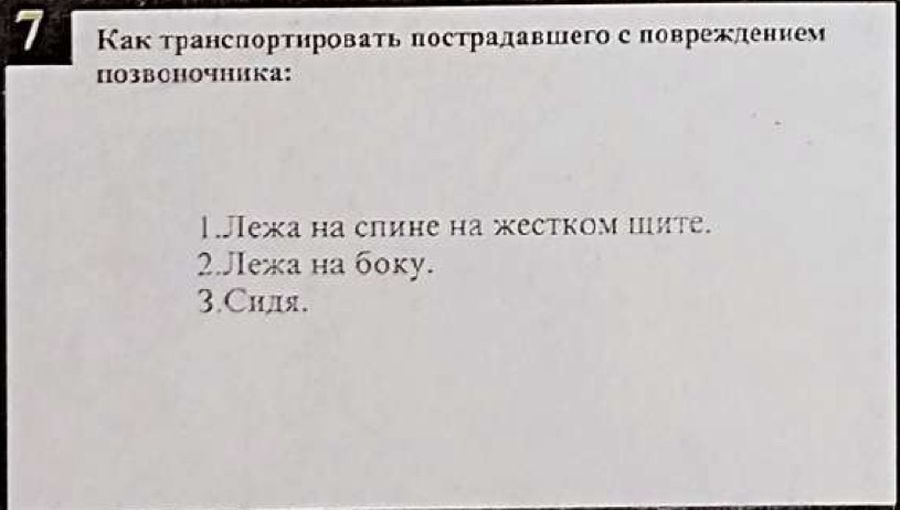 7
Как транспортировать пострадавшего с повреждением
позвоночника:
1.Лежа на спине на жестком щите.
2.Лежа на боку.
3.Сидя.